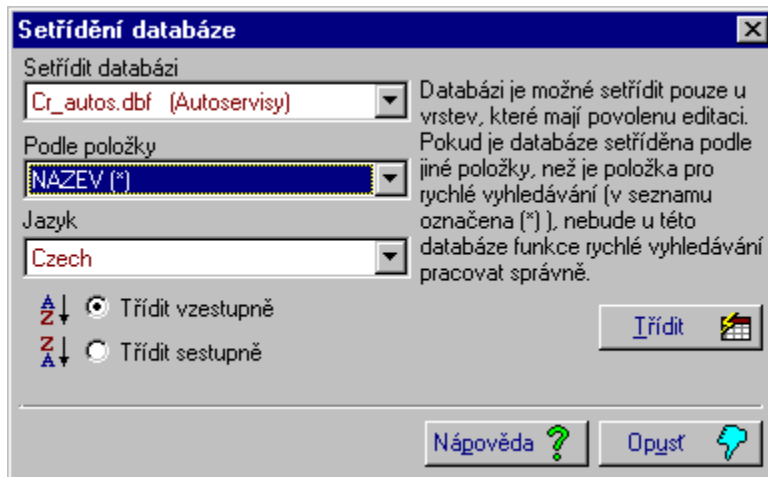 Setřídění databáze
Setřídit databázi
Cr_autos.dbf (Autoservisy)
Podle položky
NAZEV (*)
Jazyk
Czech
A
Z
Třídit vzestupně
Z
A
Třídit sestupně
Databázi je možné setřídit pouze u
vrstev, které mají povolenu editaci.
Pokud je databáze setříděna podle
jiné položky, než je položka pro
rychlé vyhledávání (v seznamu
označena (*) ), nebude u této
databáze funkce rychlé vyhledávání
pracovat správně.
Třídit
Nápověda ?
Opusť